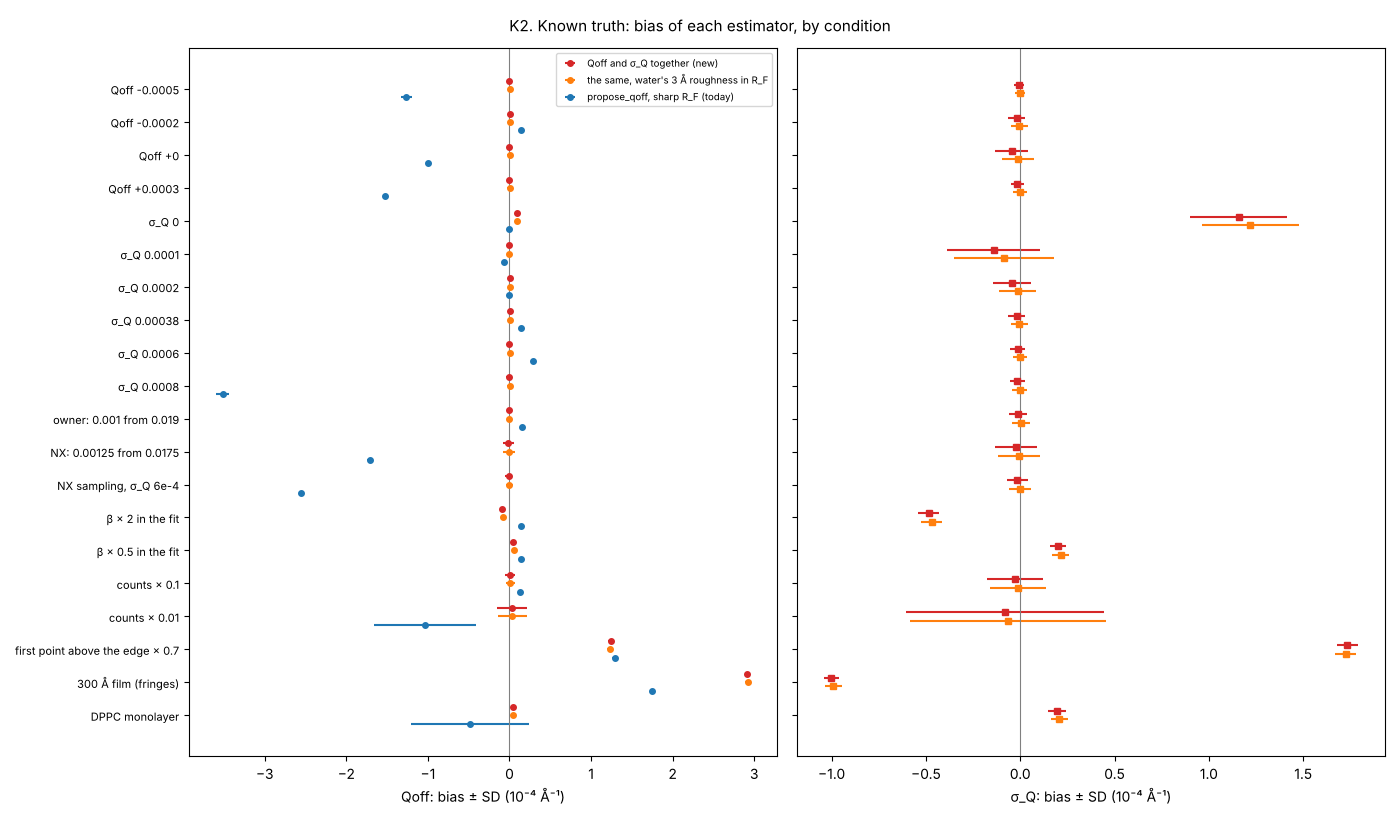 K2. Known truth: bias of each estimator, by condition
Qoff and σ_Q together (new)
the same, water's 3 Å roughness in R_F
propose_qoff, sharp R_F (today)
Qoff -0.0005
Qoff -0.0002
Qoff +0
Qoff +0.0003
σ_Q 0
σ_Q 0.0001
σ_Q 0.0002
σ_Q 0.00038
σ_Q 0.0006
σ_Q 0.0008
owner: 0.001 from 0.019
NX: 0.00125 from 0.0175
NX sampling, σ_Q 6e-4
β × 2 in the fit
β × 0.5 in the fit
counts × 0.1
counts × 0.01
first point above the edge × 0.7
300 Å film (fringes)
DPPC monolayer
−3 −2 −1 0 1 2 3
Qoff: bias ± SD (10⁻⁴ Å⁻¹)
−1.0 −0.5 0.0 0.5 1.0 1.5
σ_Q: bias ± SD (10⁻⁴ Å⁻¹)